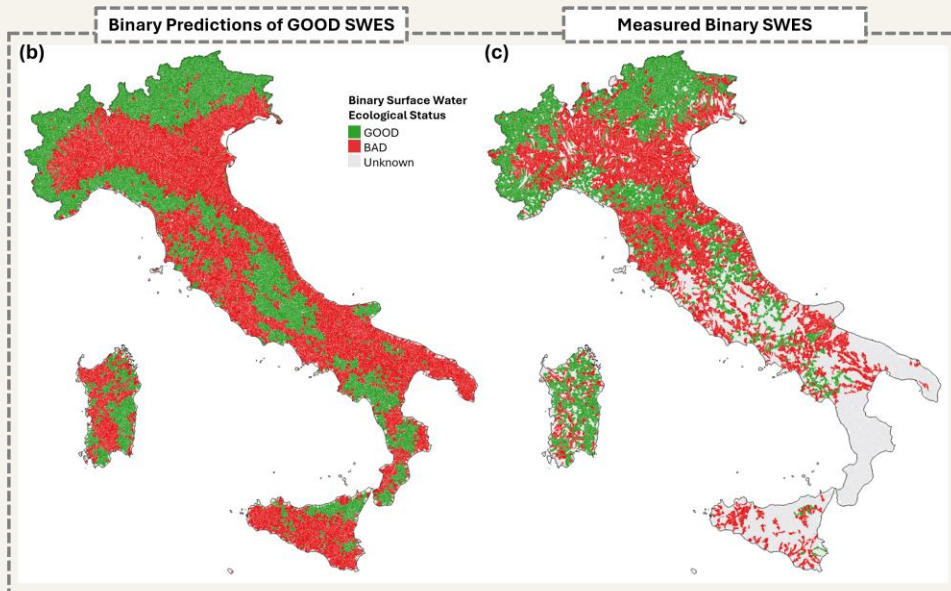 Binary Predictions of GOOD SWES
Measured Binary SWES
(b)
(c)
Binary Surface Water
Ecological Status
GOOD
BAD
Unknown